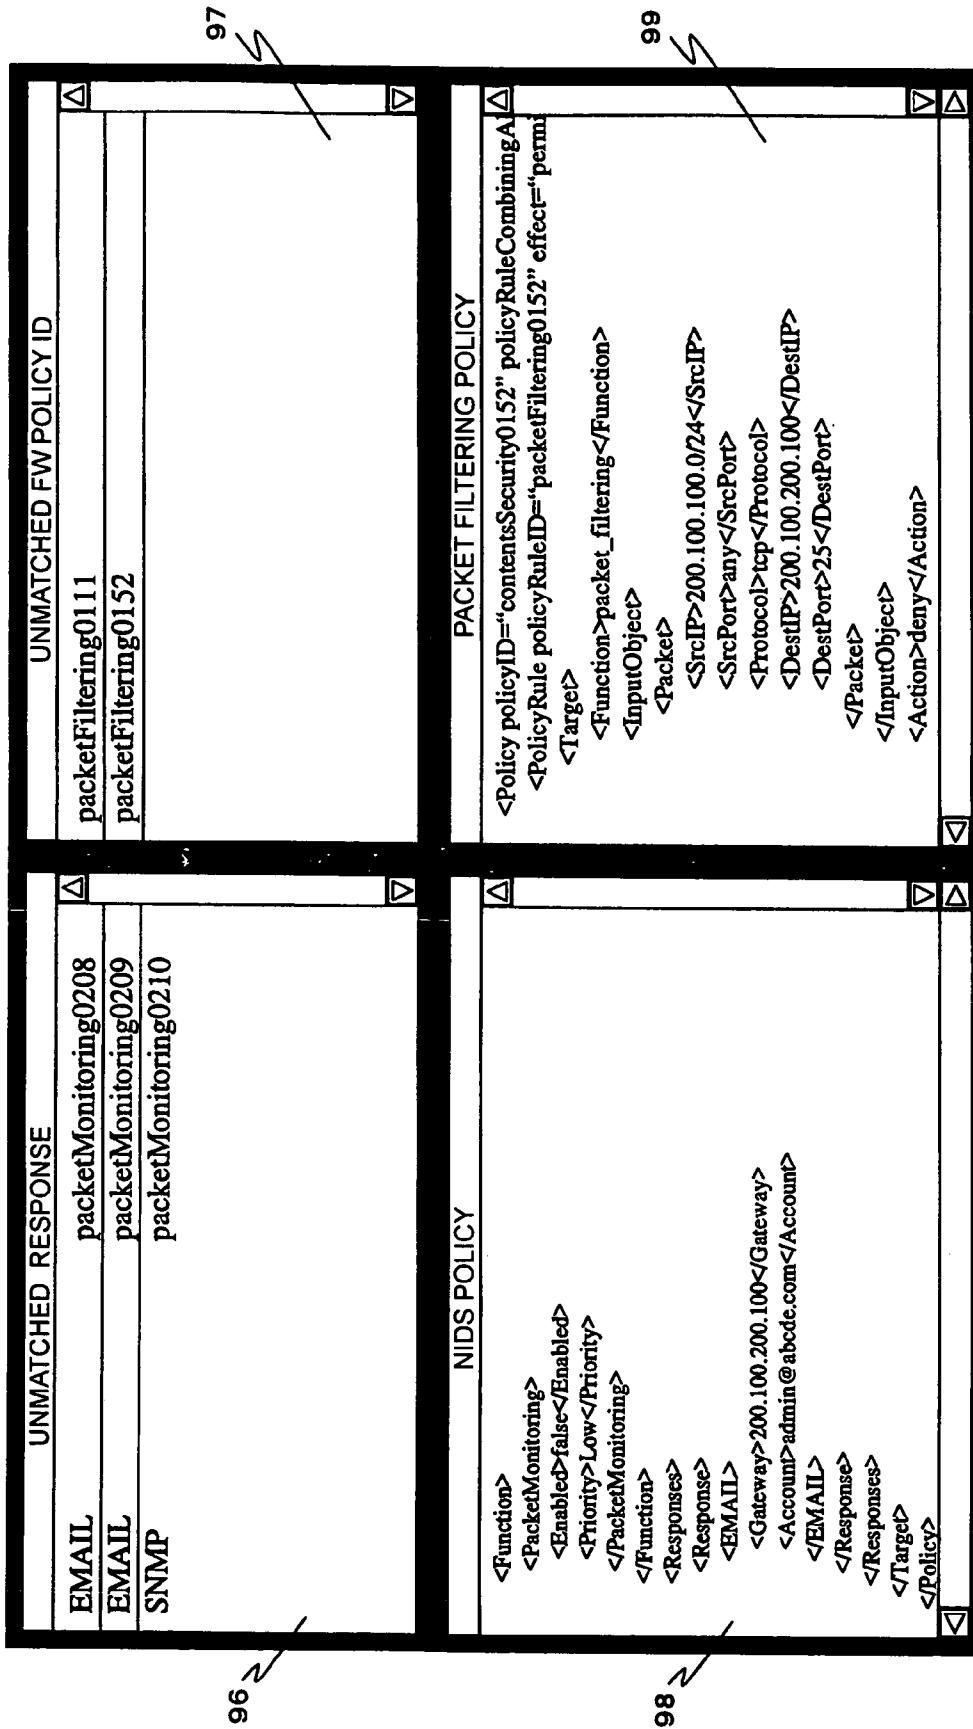 UNMATCHED RESPONSE
EMAIL packetMonitoring0208
EMAIL packetMonitoring0209
SNMP packetMonitoring0210
96
UNMATCHED FW POLICY ID
packetFiltering0111
packetFiltering0152
97
NIDS POLICY
<Function>
<PacketMonitoring>
<Enabled>false</Enabled>
<Priority>Low</Priority>
</PacketMonitoring>
</Function>
<Responses>
<Response>
<EMAIL>
<Gateway>200.100.200.100</Gateway>
<Account>admin@abcde.com</Account>
</EMAIL>
</Response>
</Responses>
</Target>
</Policy>
98
PACKET FILTERING POLICY
<Policy policyID="contentsSecurity0152" policyRuleCombiningAl
<PolicyRule policyRuleID="packetFiltering0152" effect="permi
<Target>
<Function>packet_filtering</Function>
<InputObject>
<Packet>
<SrcIP>200.100.100.0/24</SrcIP>
<SrcPort>any</SrcPort>
<Protocol>tcp</Protocol>
<DestIP>200.100.200.100</DestIP>
<DestPort>25</DestPort>
</Packet>
</InputObject>
<Action>deny</Action>
99